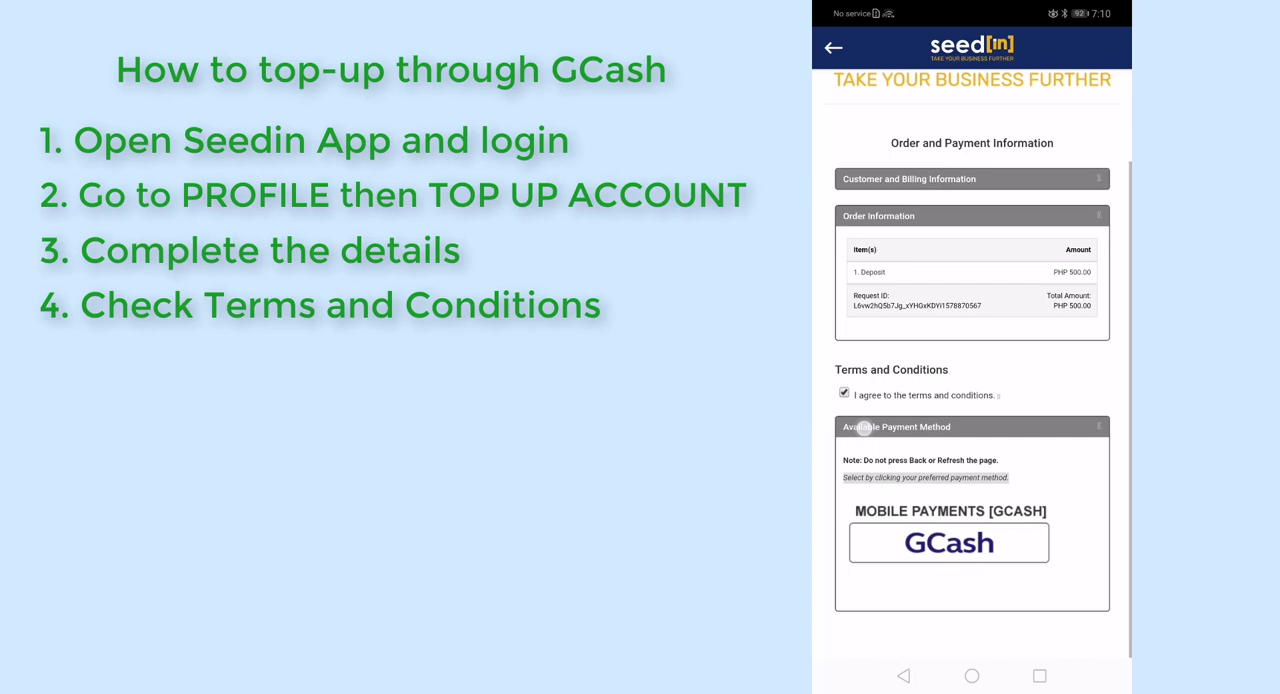 How to top-up through GCash
1. Open Seedin App and login
2. Go to PROFILE then TOP UP ACCOUNT
3. Complete the details
4. Check Terms and Conditions
No service 92 7:10
seed[in]
TAKE YOUR BUSINESS FURTHER
TAKE YOUR BUSINESS FURTHER
Order and Payment Information
Customer and Billing Information
Order Information
Item(s) Amount
1. Deposit PHP 500.00
Request ID: Total Amount:
L6vw2hQ5b7Jg_xYHGxKDYi1578870567 PHP 500.00
Terms and Conditions
I agree to the terms and conditions.
Available Payment Method
Note: Do not press Back or Refresh the page.
Select by clicking your preferred payment method.
MOBILE PAYMENTS [GCASH]
GCash